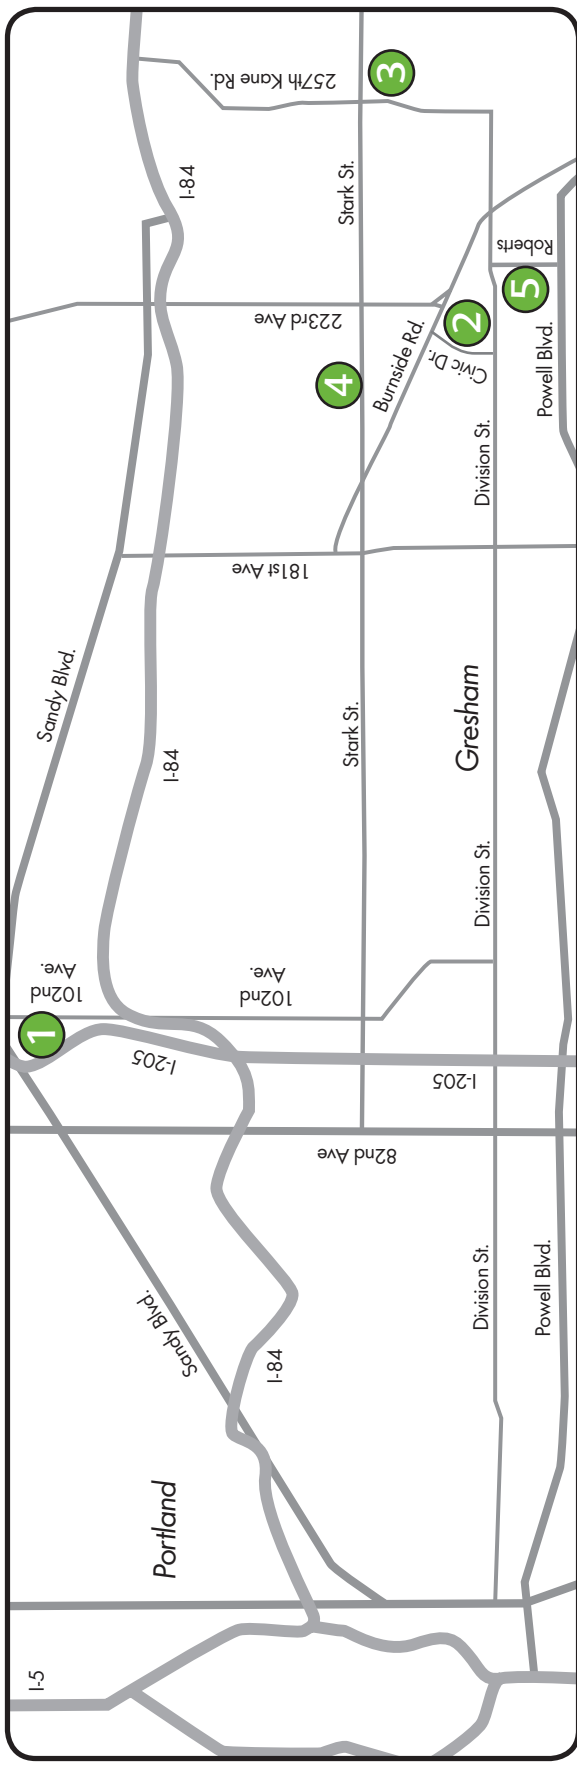 I-5
1
102nd
Ave.
Sandy Blvd.
Portland
Sandy Blvd.
I-205
I-84
I-84
257th Kane Rd.
I-84
102nd
Ave.
181st Ave
223rd Ave
82nd Ave
Stark St.
4
Stark St.
3
Burnside Rd.
I-205
Gresham
Civic Dr.
2
Division St.
Division St.
Division St.
5
Roberts
Powell Blvd.
Powell Blvd.